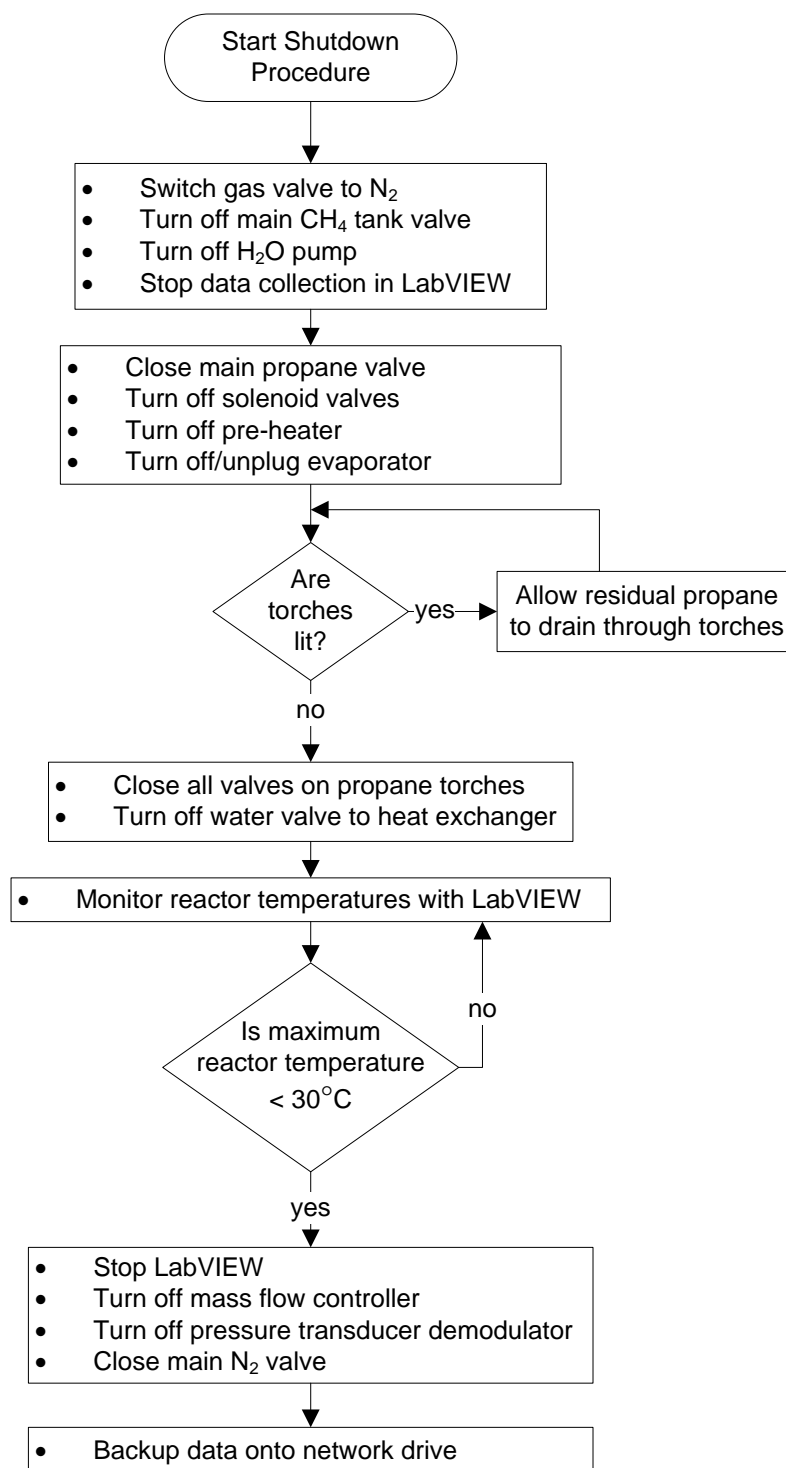 Start Shutdown
Procedure
• Switch gas valve to N₂
• Turn off main CH₄ tank valve
• Turn off H₂O pump
• Stop data collection in LabVIEW
• Close main propane valve
• Turn off solenoid valves
• Turn off pre-heater
• Turn off/unplug evaporator
Are
torches
lit?
yes
Allow residual propane
to drain through torches
no
• Close all valves on propane torches
• Turn off water valve to heat exchanger
• Monitor reactor temperatures with LabVIEW
Is maximum
reactor temperature
< 30°C
no
yes
• Stop LabVIEW
• Turn off mass flow controller
• Turn off pressure transducer demodulator
• Close main N₂ valve
• Backup data onto network drive